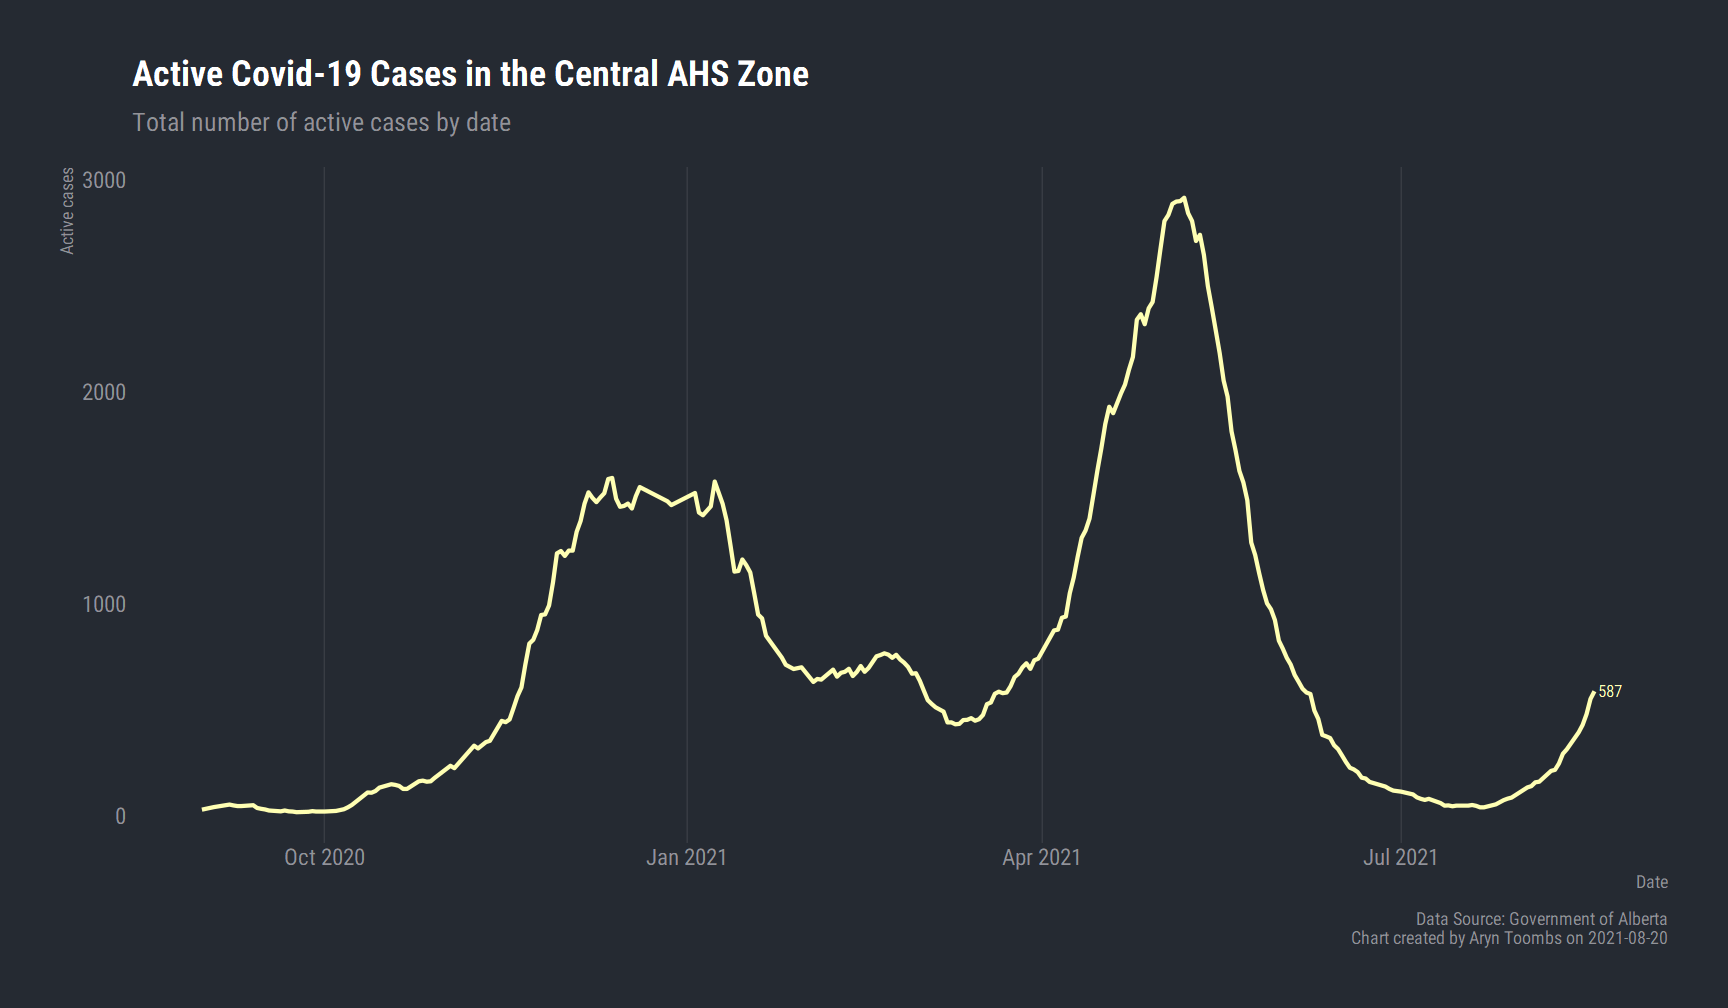 Active Covid-19 Cases in the Central AHS Zone
Total number of active cases by date
Active cases
3000
2000
1000
0
587
Oct 2020
Jan 2021
Apr 2021
Jul 2021
Date
Data Source: Government of Alberta
Chart created by Aryn Toombs on 2021-08-20